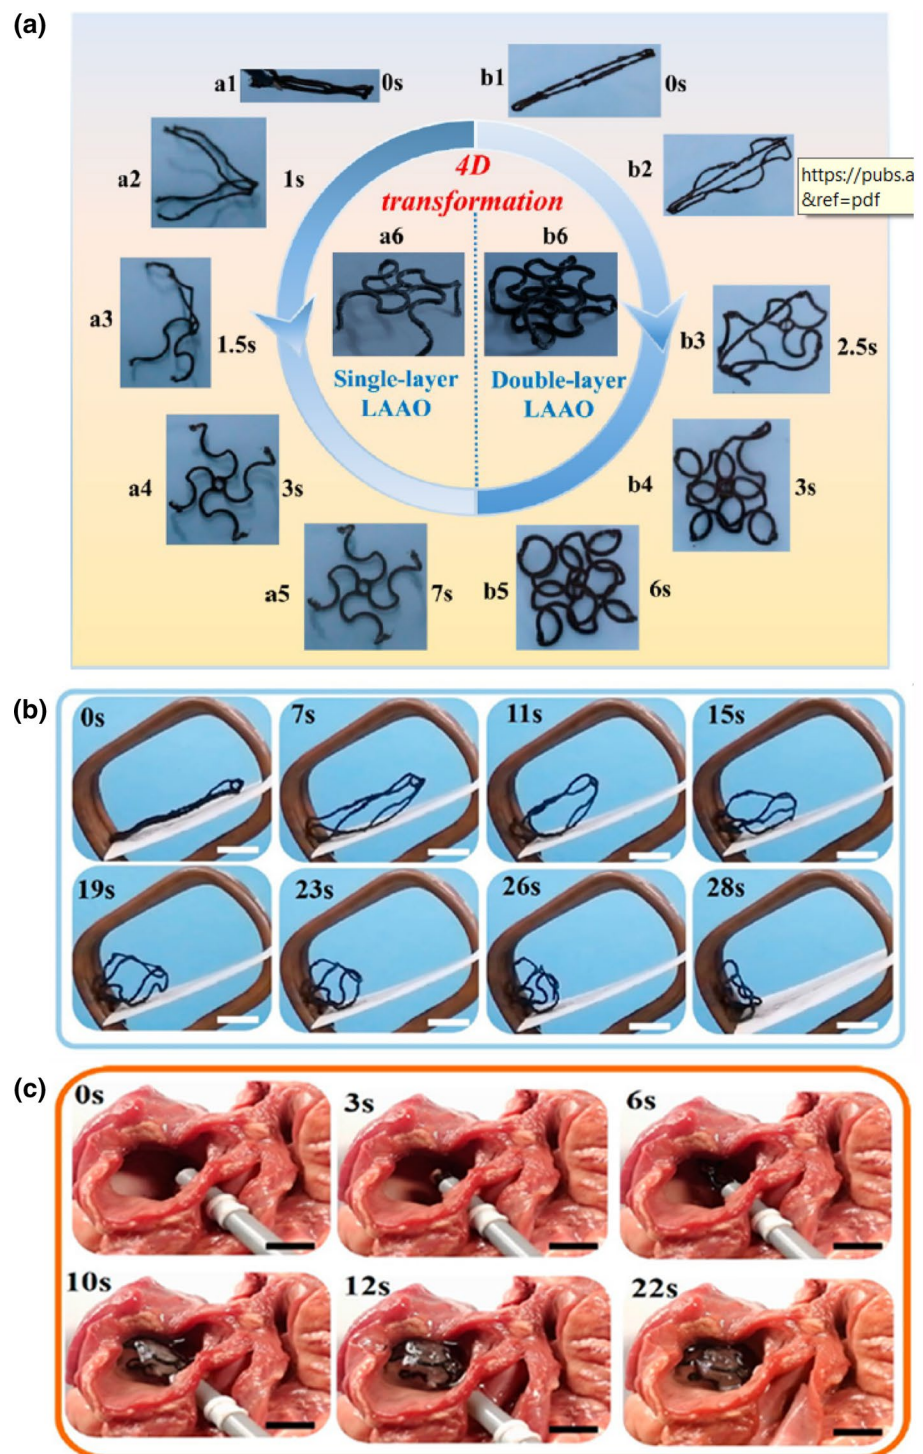 (a)
a1
0s
b1
0s
a2
1s
b2
https://pubs.a
&ref=pdf
4D
transformation
a6
b6
a3
1.5s
b3
2.5s
Single-layer
LAAO
Double-layer
LAAO
a4
3s
b4
3s
a5
7s
b5
6s
(b)
0s
7s
11s
15s
19s
23s
26s
28s
(c)
0s
3s
6s
10s
12s
22s